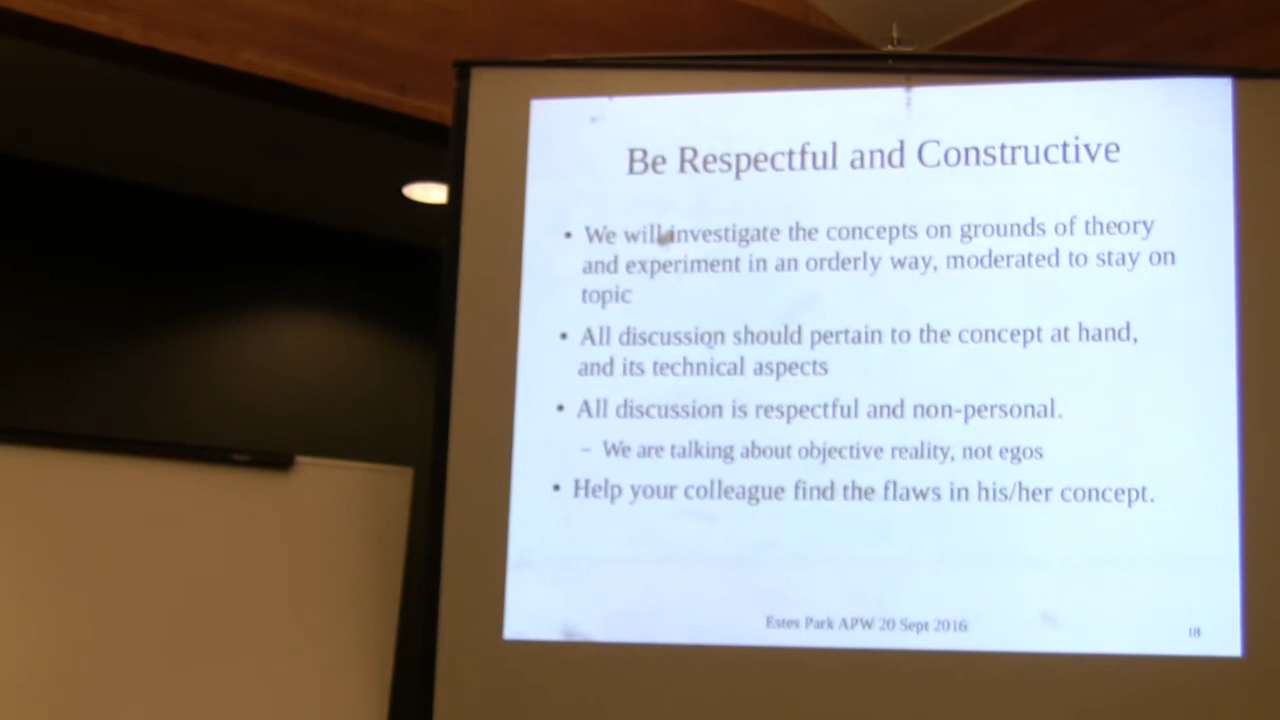 Be Respectful and Constructive
• We will investigate the concepts on grounds of theory
and experiment in an orderly way, moderated to stay on
topic
• All discussion should pertain to the concept at hand,
and its technical aspects
• All discussion is respectful and non-personal.
– We are talking about objective reality, not egos
• Help your colleague find the flaws in his/her concept.
Estes Park APW 20 Sept 2016
18